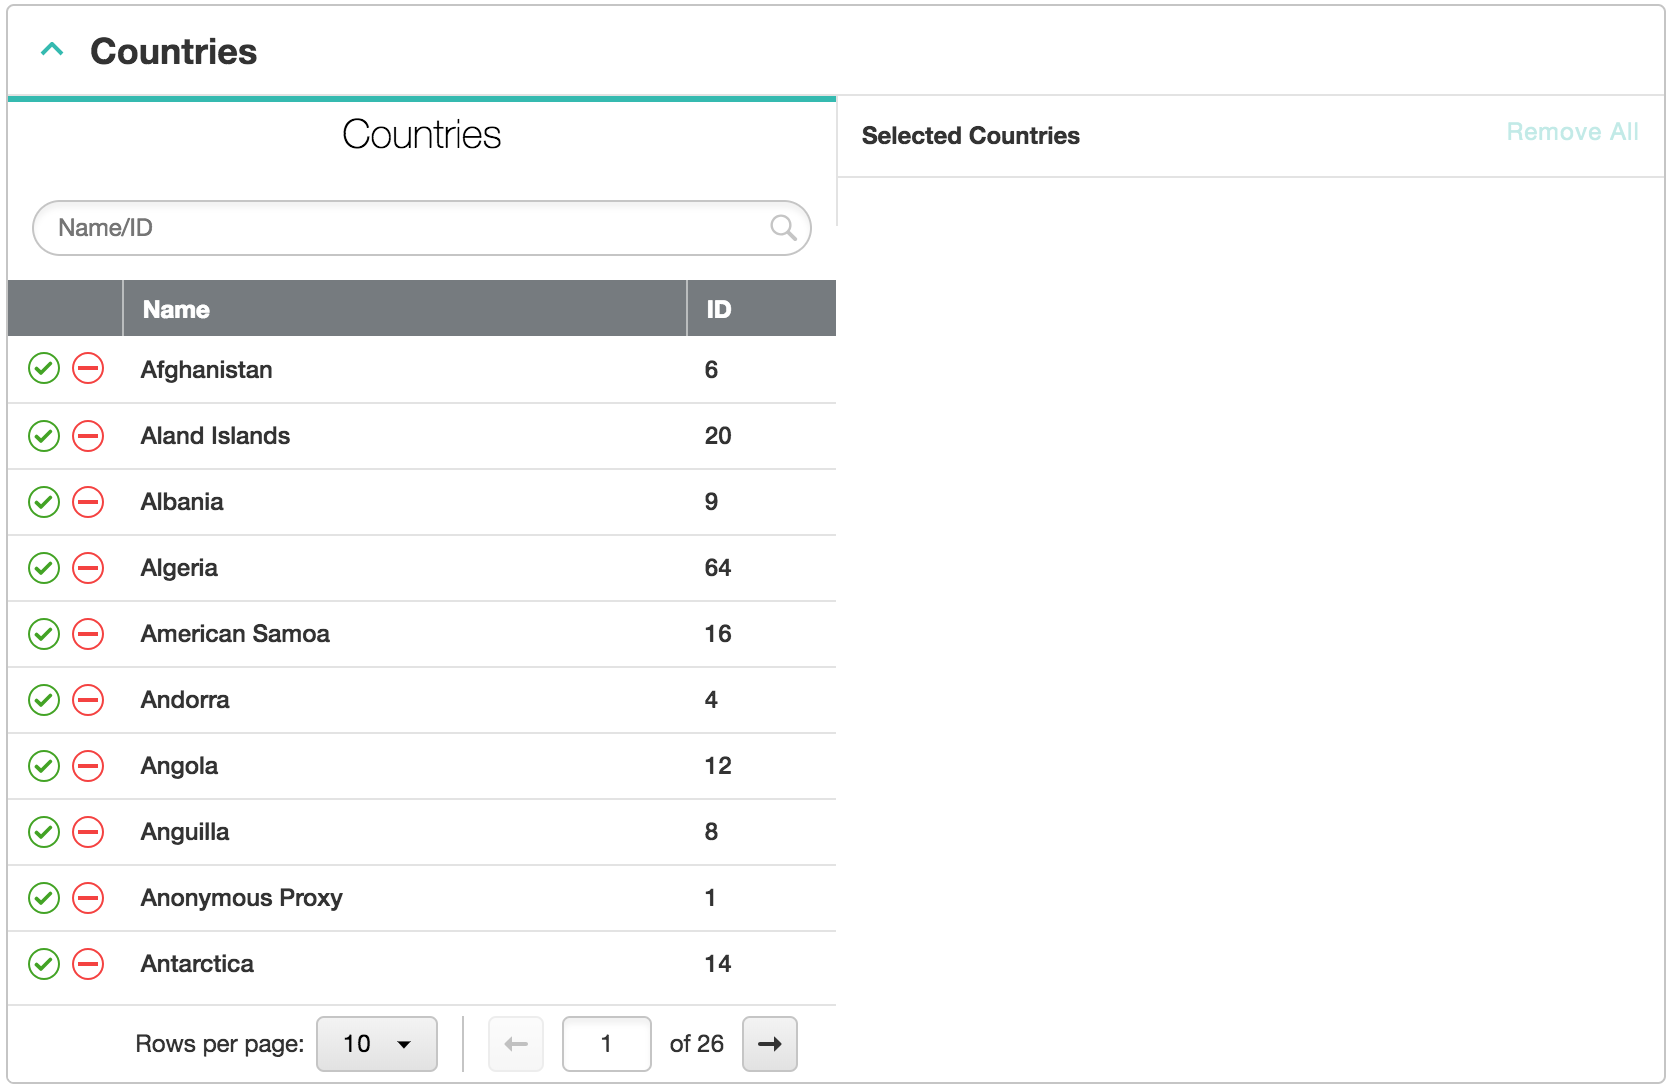 Countries
Countries
Selected Countries
Remove All
Name/ID
Name ID
Afghanistan 6
Aland Islands 20
Albania 9
Algeria 64
American Samoa 16
Andorra 4
Angola 12
Anguilla 8
Anonymous Proxy 1
Antarctica 14
Rows per page: 10 1 of 26